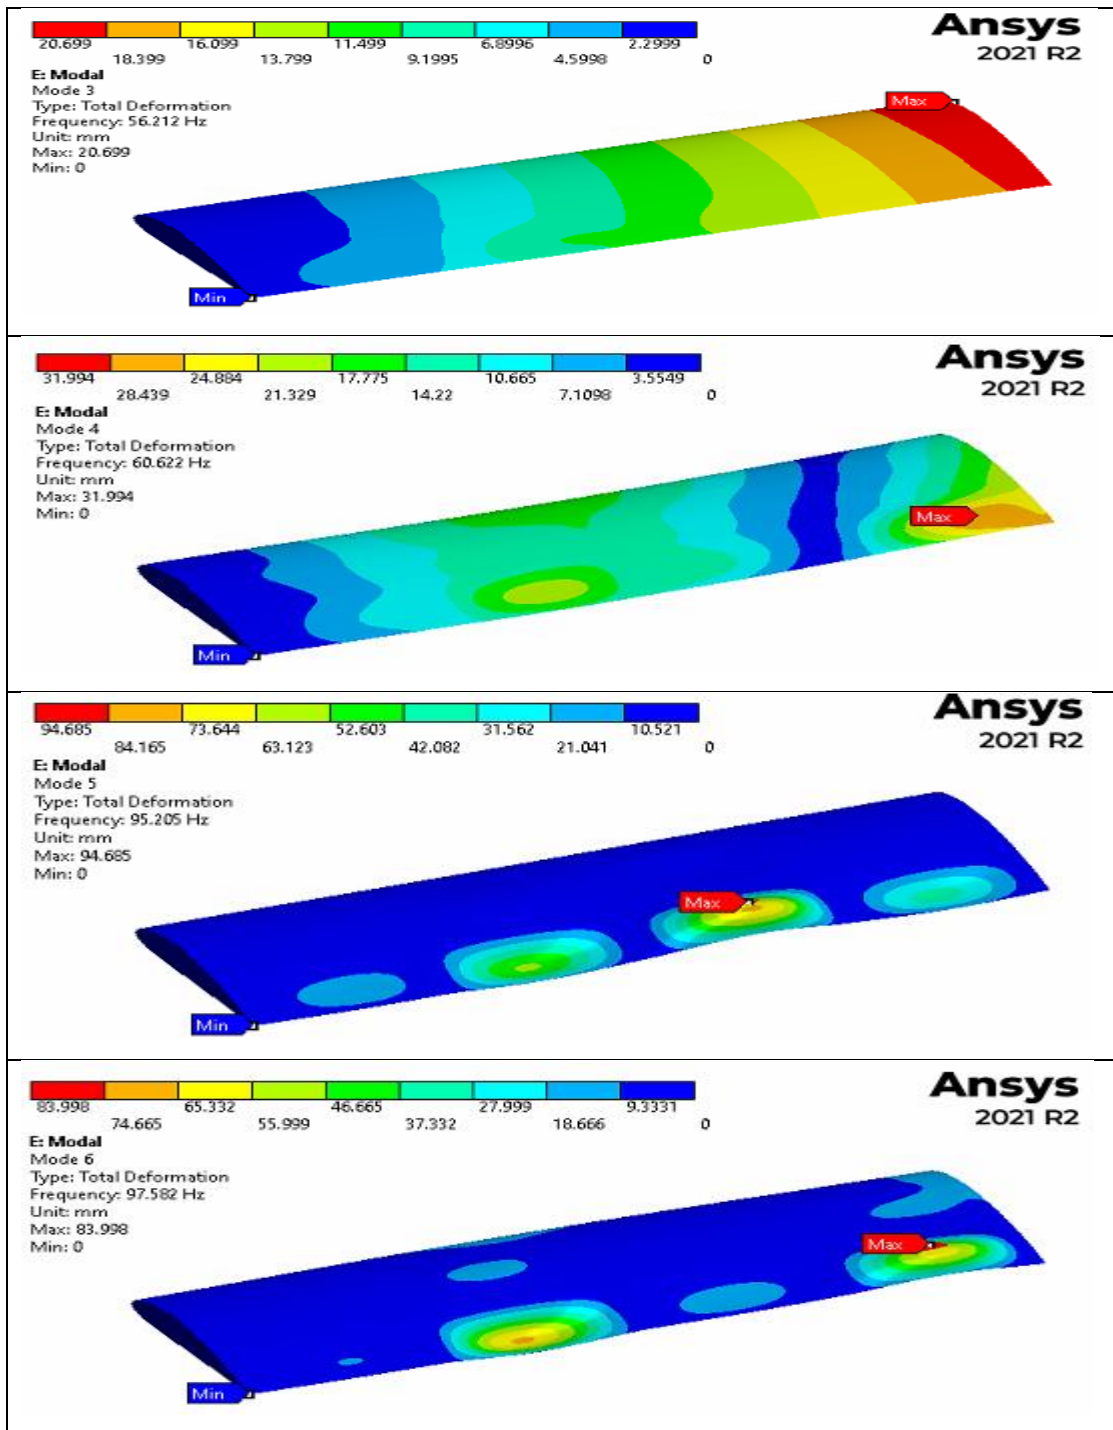 20.699 16.099 11.499 6.8996 2.2999
18.399 13.799 9.1995 4.5998 0
Ansys
2021 R2
E: Modal
Mode 3
Type: Total Deformation
Frequency: 56.212 Hz
Unit: mm
Max: 20.699
Min: 0
Max
Min
31.994 24.884 17.775 10.665 3.5549
28.439 21.329 14.22 7.1098 0
Ansys
2021 R2
E: Modal
Mode 4
Type: Total Deformation
Frequency: 60.622 Hz
Unit: mm
Max: 31.994
Min: 0
Max
Min
94.685 73.644 52.603 31.562 10.521
84.165 63.123 42.082 21.041 0
Ansys
2021 R2
E: Modal
Mode 5
Type: Total Deformation
Frequency: 95.205 Hz
Unit: mm
Max: 94.685
Min: 0
Max
Min
83.998 65.332 46.665 27.999 9.3331
74.665 55.999 37.332 18.666 0
Ansys
2021 R2
E: Modal
Mode 6
Type: Total Deformation
Frequency: 97.582 Hz
Unit: mm
Max: 83.998
Min: 0
Max
Min